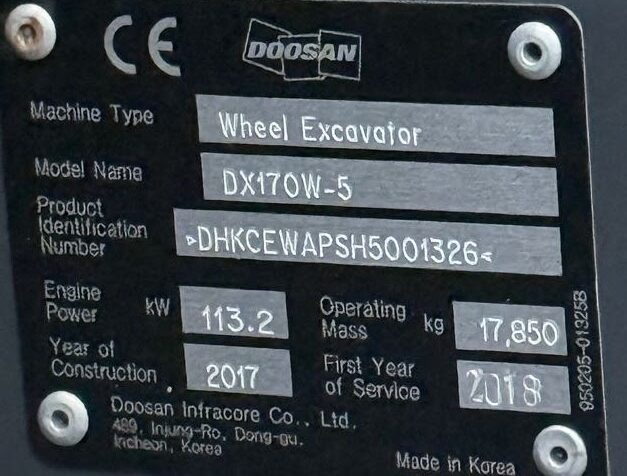 CE DOOSAN
Machine Type Wheel Excavator
Model Name DX170W-5
Product
Identification
Number ▹DHKCEWAPSH5001326◃
Engine
Power kW 113.2
Operating
Mass kg 17,850
Year of
Construction 2017
First Year
of Service 2018
Doosan Infracore Co., Ltd.
489, Injung-Ro, Dong-gu,
Incheon, Korea
Made in Korea
950205-01325B